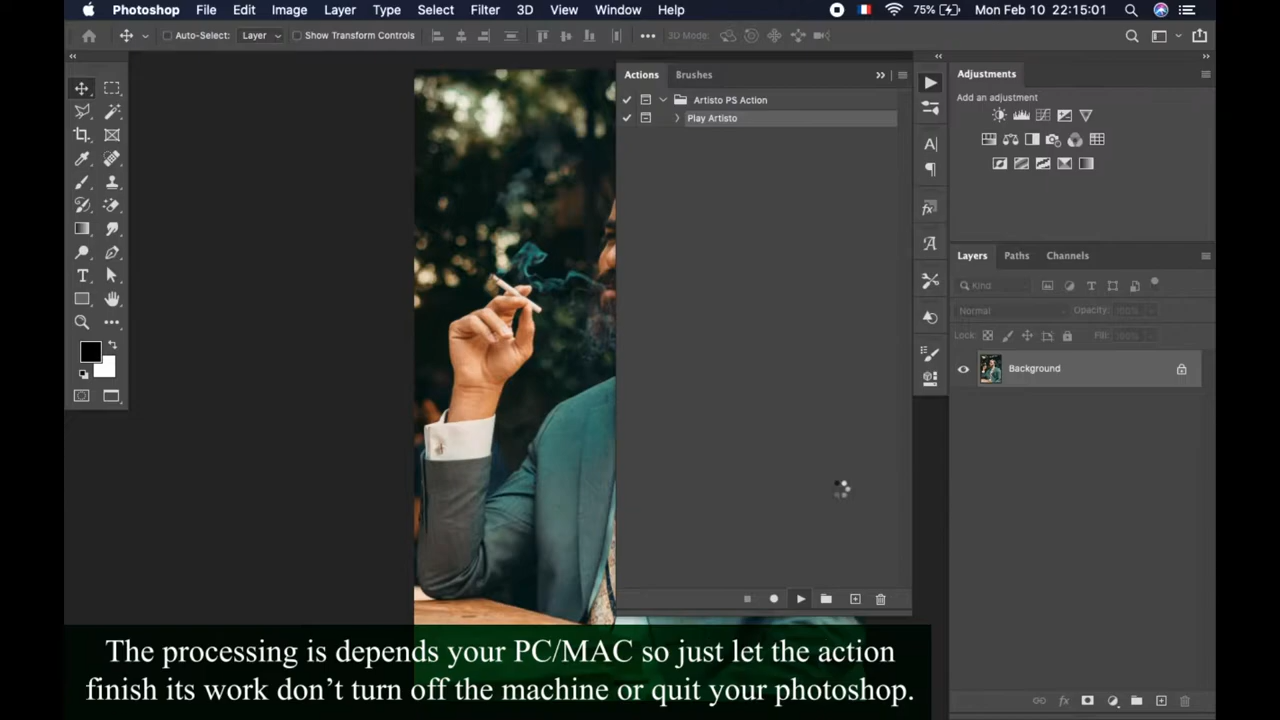 Photoshop File Edit Image Layer Type Select Filter 3D View Window Help 75% Mon Feb 10 22:15:01
Auto-Select: Layer Show Transform Controls 3D Mode:
Actions Brushes
Artisto PS Action
Play Artisto
Adjustments
Add an adjustment
Layers Paths Channels
Kind
Normal Opacity: 100%
Lock: Fill: 100%
Background
The processing is depends your PC/MAC so just let the action
finish its work don't turn off the machine or quit your photoshop.